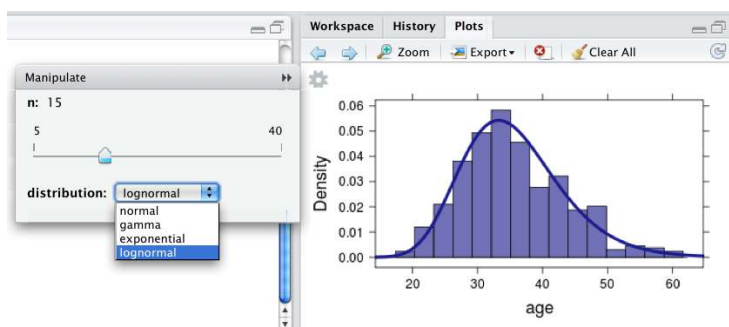 Workspace History Plots
Zoom Export Clear All
Manipulate
n: 15
5 40
distribution: lognormal
normal
gamma
exponential
lognormal
0.06
0.05
0.04
0.03
0.02
0.01
0.00
Density
20 30 40 50 60
age